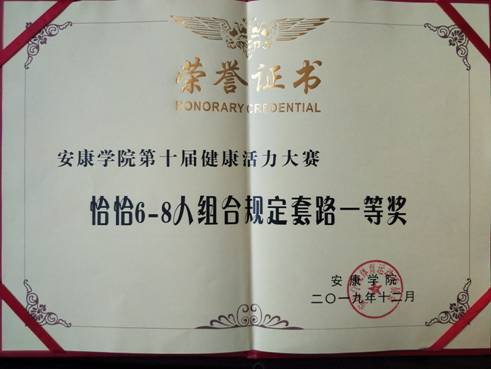 荣誉证书
HONORARY CREDENTIAL
安康学院第十届健康活力大赛
恰恰6-8人组合规定套路一等奖
安康学院
二〇一九年十二月